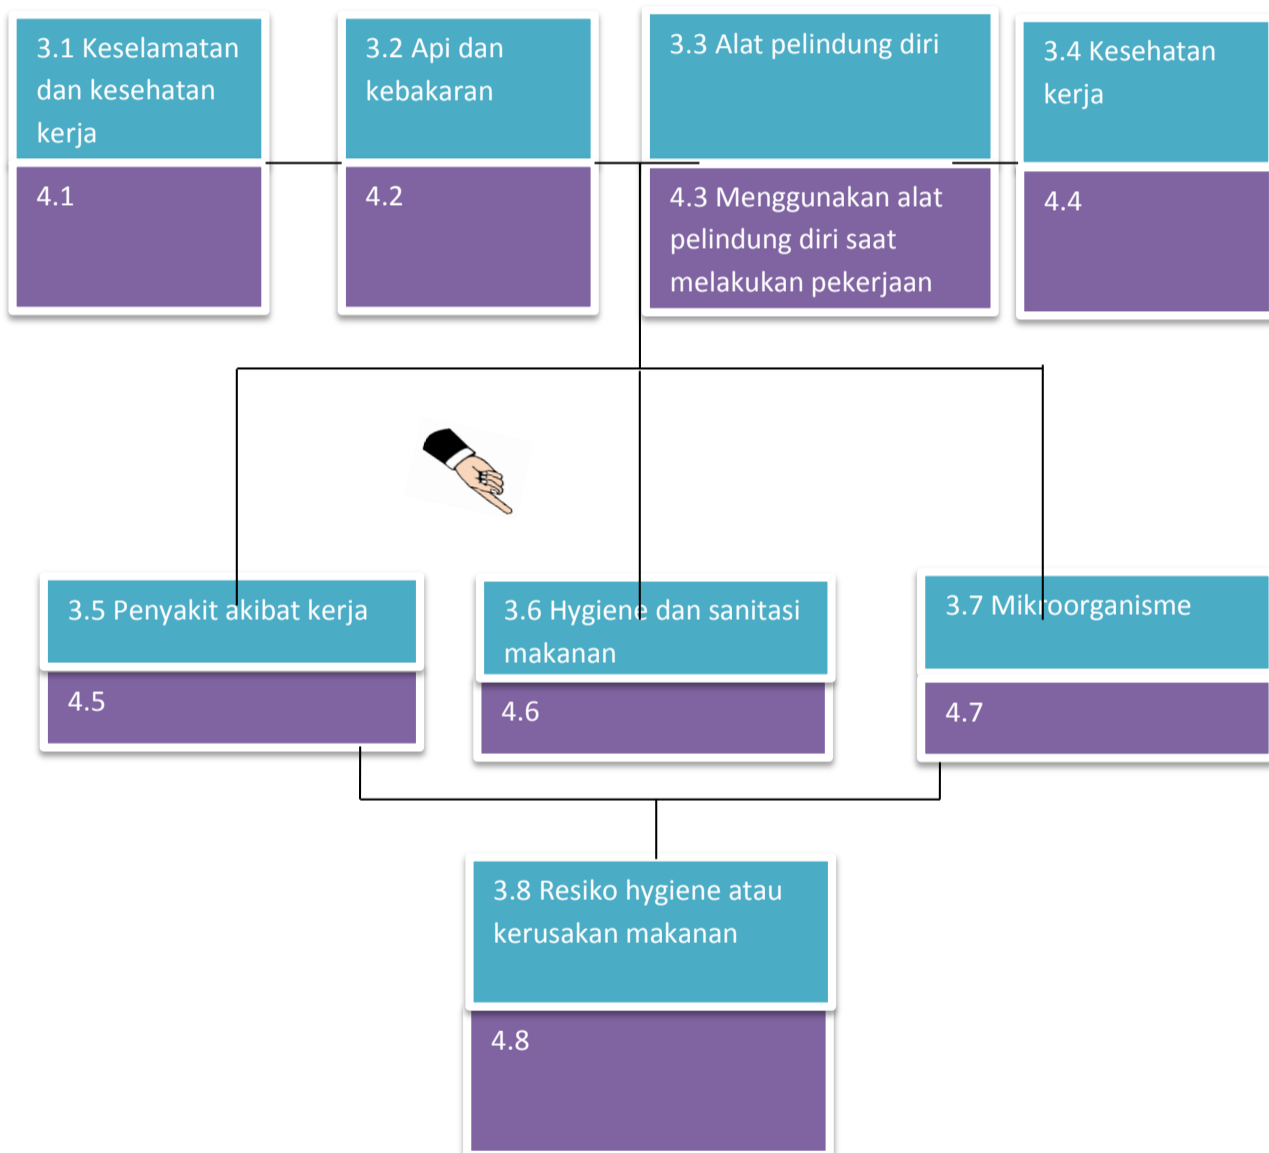 3.1 Keselamatan
dan kesehatan
kerja
4.1
3.2 Api dan
kebakaran
4.2
3.3 Alat pelindung diri
4.3 Menggunakan alat
pelindung diri saat
melakukan pekerjaan
3.4 Kesehatan
kerja
4.4
3.5 Penyakit akibat kerja
4.5
3.6 Hygiene dan sanitasi
makanan
4.6
3.7 Mikroorganisme
4.7
3.8 Resiko hygiene atau
kerusakan makanan
4.8